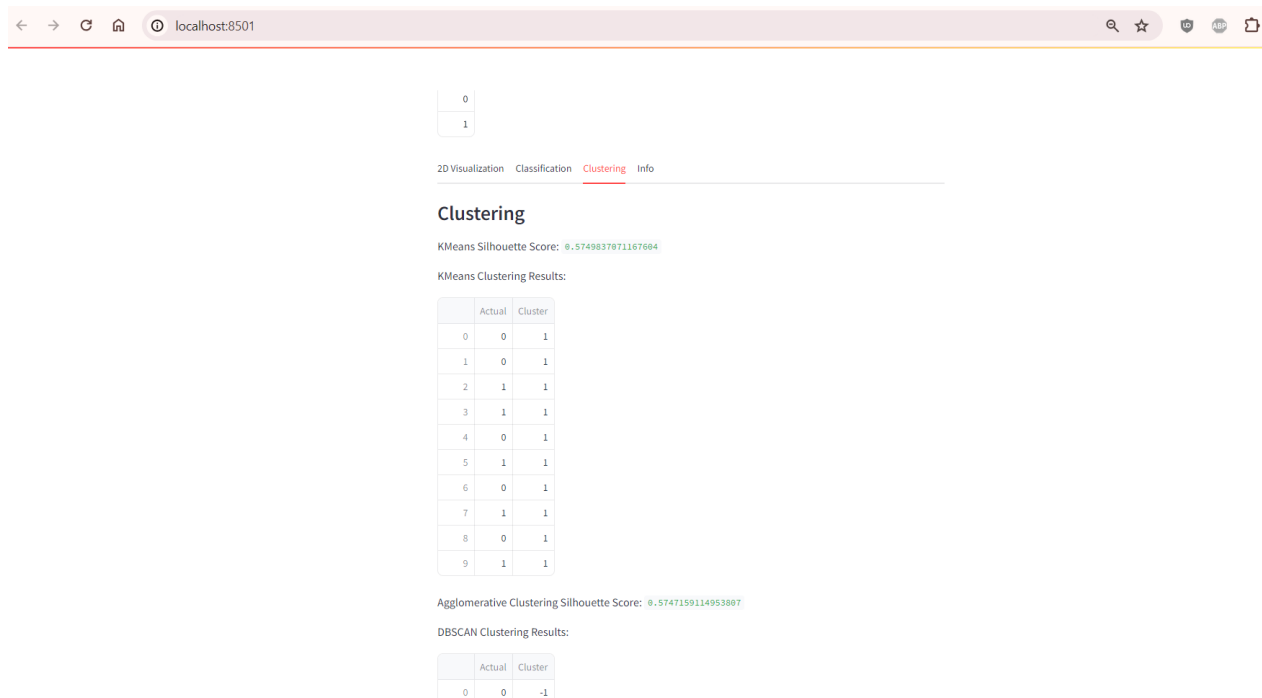 localhost:8501
0
1
2D Visualization Classification Clustering Info
Clustering
KMeans Silhouette Score: 0.5749837071167604
KMeans Clustering Results:
Actual Cluster
0 0 1
1 0 1
2 1 1
3 1 1
4 0 1
5 1 1
6 0 1
7 1 1
8 0 1
9 1 1
Agglomerative Clustering Silhouette Score: 0.5747159114953807
DBSCAN Clustering Results:
Actual Cluster
0 0 -1